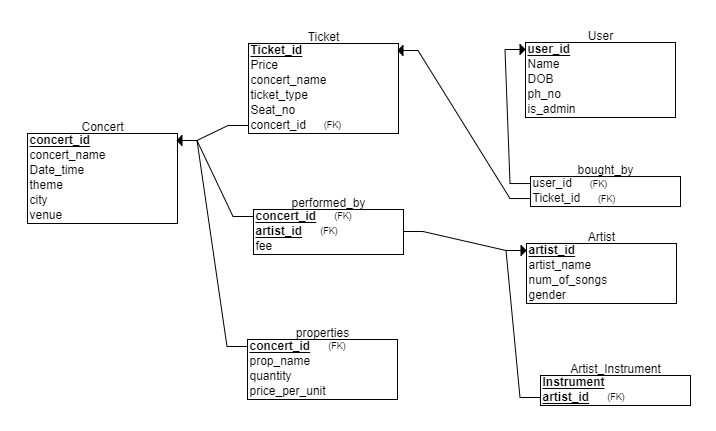 Ticket
Ticket_id
Price
concert_name
ticket_type
Seat_no
concert_id (FK)
User
user_id
Name
DOB
ph_no
is_admin
Concert
concert_id
concert_name
Date_time
theme
city
venue
bought_by
user_id (FK)
Ticket_id (FK)
performed_by
concert_id (FK)
artist_id (FK)
fee
Artist
artist_id
artist_name
num_of_songs
gender
properties
concert_id (FK)
prop_name
quantity
price_per_unit
Artist_Instrument
Instrument
artist_id (FK)